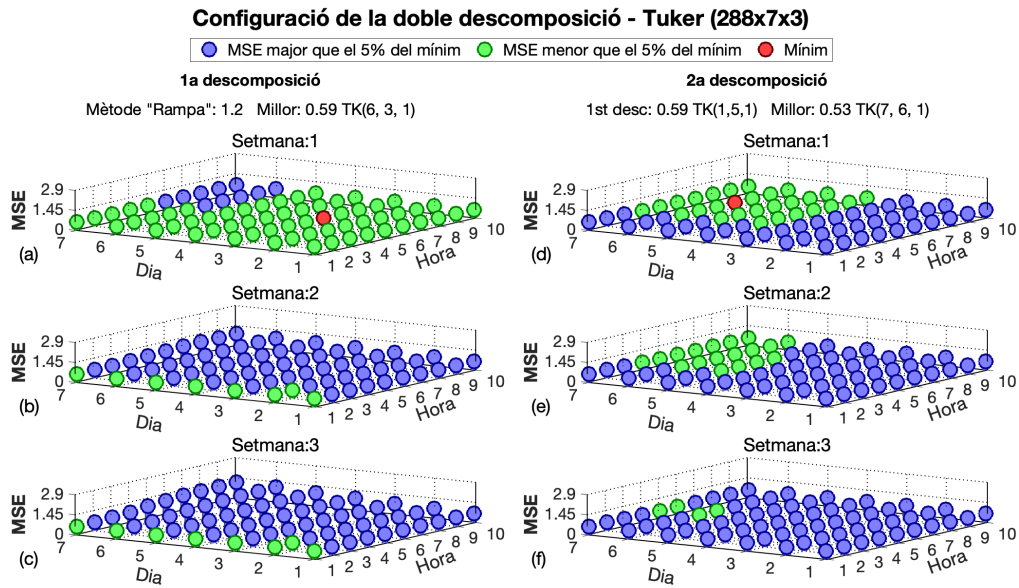 Configuració de la doble descomposició - Tuker (288x7x3)
MSE major que el 5% del mínim MSE menor que el 5% del mínim Mínim
1a descomposició
Mètode "Rampa": 1.2 Millor: 0.59 TK(6, 3, 1)
Setmana:1
MSE
2.9
1.45
0
7 6 5 4 3 2 1
Dia
1 2 3 4 5 6 7 8 9 10
Hora
(a)
Setmana:2
MSE
2.9
1.45
0
7 6 5 4 3 2 1
Dia
1 2 3 4 5 6 7 8 9 10
Hora
(b)
Setmana:3
MSE
2.9
1.45
0
7 6 5 4 3 2 1
Dia
1 2 3 4 5 6 7 8 9 10
Hora
(c)
2a descomposició
1st desc: 0.59 TK(1,5,1) Millor: 0.53 TK(7, 6, 1)
Setmana:1
MSE
2.9
1.45
0
7 6 5 4 3 2 1
Dia
1 2 3 4 5 6 7 8 9 10
Hora
(d)
Setmana:2
MSE
2.9
1.45
0
7 6 5 4 3 2 1
Dia
1 2 3 4 5 6 7 8 9 10
Hora
(e)
Setmana:3
MSE
2.9
1.45
0
7 6 5 4 3 2 1
Dia
1 2 3 4 5 6 7 8 9 10
Hora
(f)